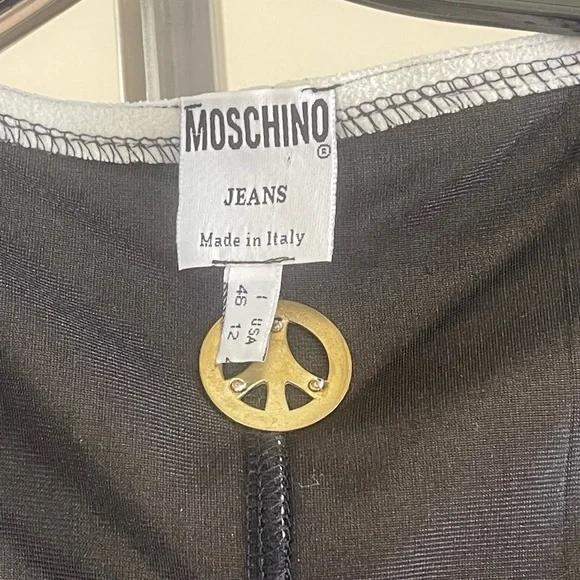 MOSCHINO
®
JEANS
Made in Italy
I USA
46 12